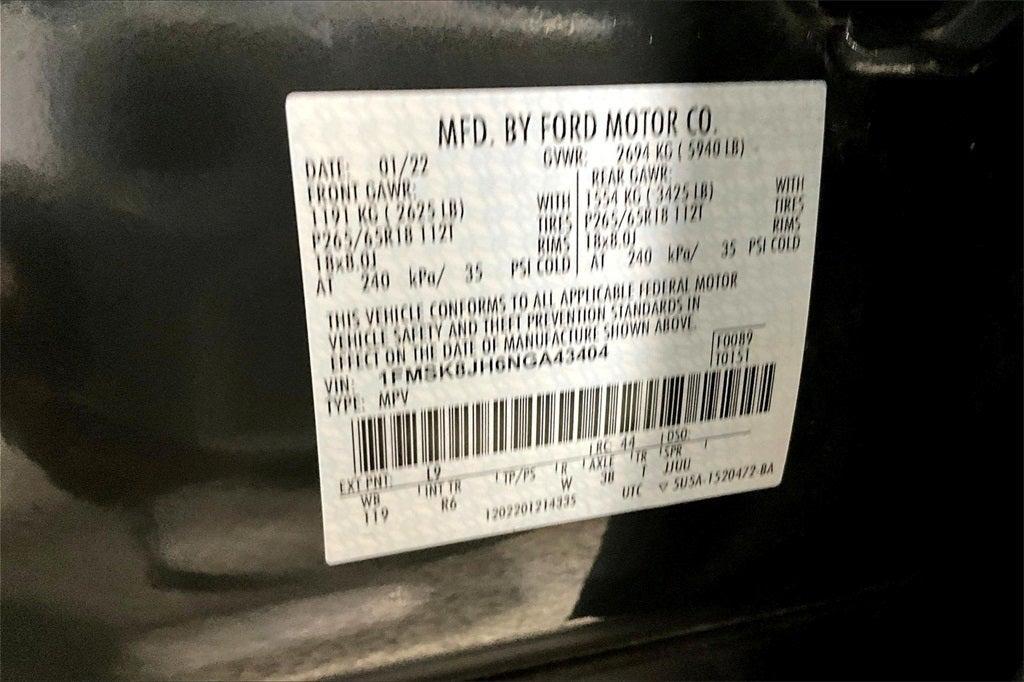 MFD. BY FORD MOTOR CO.
DATE: 01/22
GVWR: 2694 KG ( 5940 LB)
FRONT GAWR:
1191 KG ( 2625 LB) WITH
P265/65R18 112T TIRES
18x8.0J RIMS
AT 240 kPa/ 35 PSI COLD
REAR GAWR:
1554 KG ( 3425 LB) WITH
P265/65R18 112T TIRES
18x8.0J RIMS
AT 240 kPa/ 35 PSI COLD
THIS VEHICLE CONFORMS TO ALL APPLICABLE FEDERAL MOTOR
VEHICLE SAFETY AND THEFT PREVENTION STANDARDS IN
EFFECT ON THE DATE OF MANUFACTURE SHOWN ABOVE.
VIN: 1FMSK8JH6NGA43404
TYPE: MPV
F0089
T0151
EXT PNT: L9 RC: 44 DSO:
WB INT TR TP/PS R AXLE TR SPR
119 R6 W 3B T JJUU
1202201214335 UTC ▽ 5U5A-1520472-BA